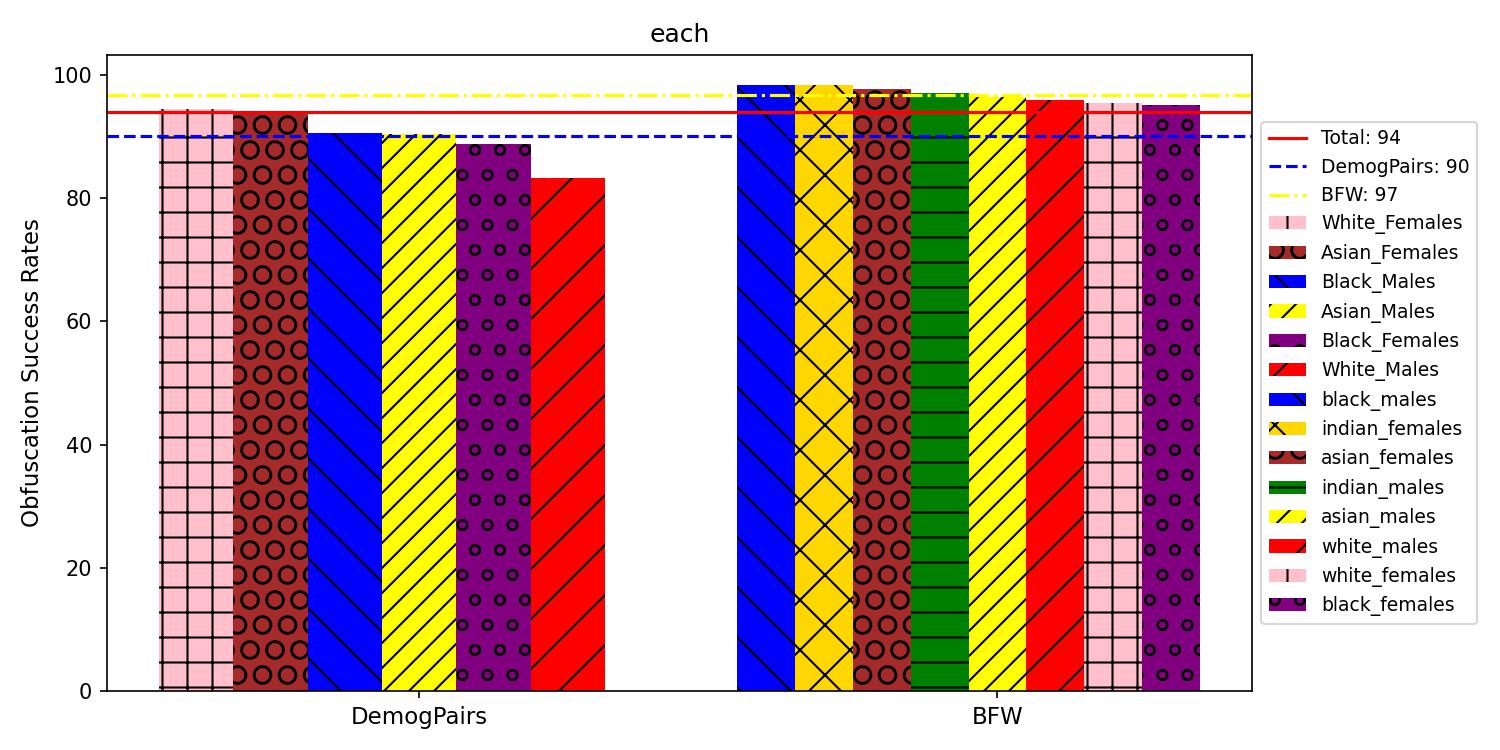 each
Obfuscation Success Rates
100
80
60
40
20
0
DemogPairs
BFW
Total: 94
DemogPairs: 90
BFW: 97
White_Females
Asian_Females
Black_Males
Asian_Males
Black_Females
White_Males
black_males
indian_females
asian_females
indian_males
asian_males
white_males
white_females
black_females